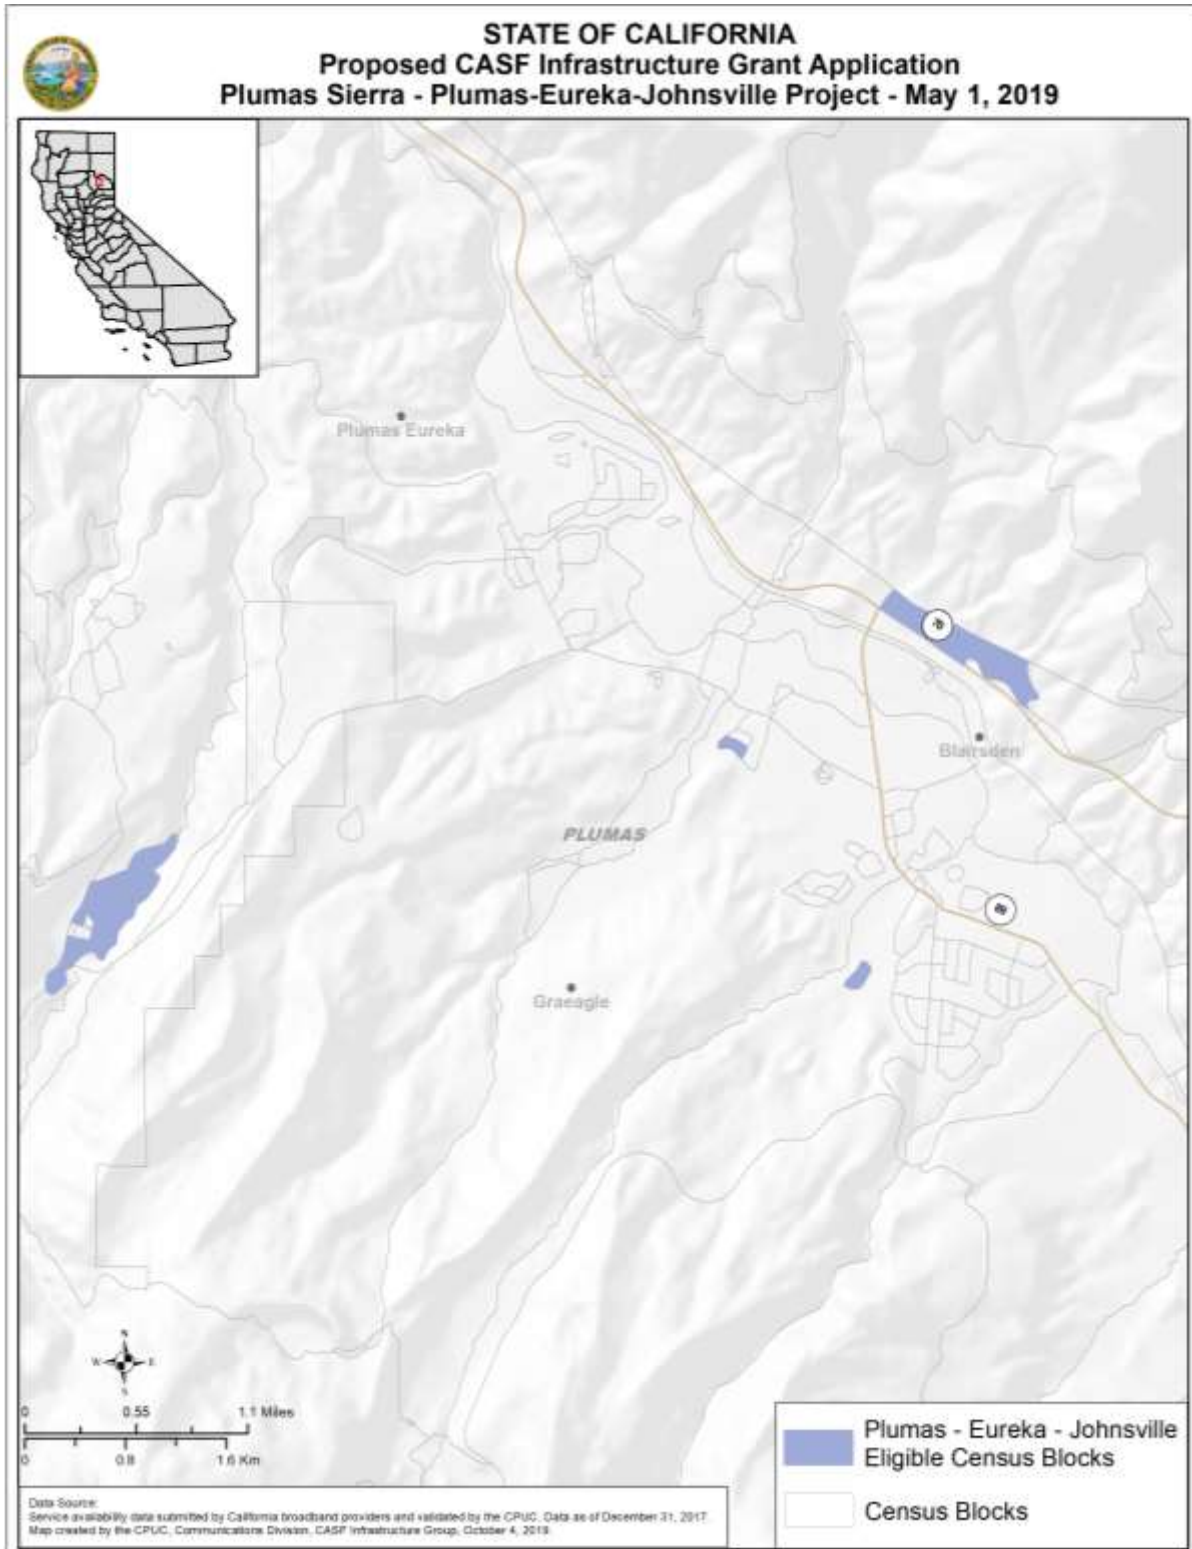 STATE OF CALIFORNIA
Proposed CASF Infrastructure Grant Application
Plumas Sierra - Plumas-Eureka-Johnsville Project - May 1, 2019
Plumas Eureka
70
Blairsden
PLUMAS
89
Graeagle
N
W E
S
0 0.55 1.1 Miles
0 0.8 1.6 Km
Plumas - Eureka - Johnsville
Eligible Census Blocks
Census Blocks
Data Source:
Service availability data submitted by California broadband providers and validated by the CPUC. Data as of December 31, 2017.
Map created by the CPUC, Communications Division, CASF Infrastructure Group, October 4, 2019